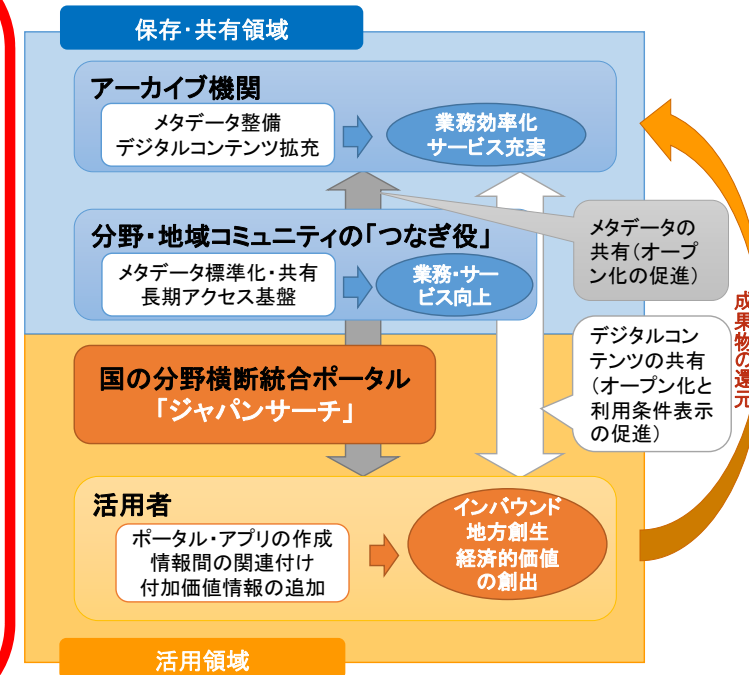 保存・共有領域
アーカイブ機関
メタデータ整備
デジタルコンテンツ拡充
業務効率化
サービス充実
分野・地域コミュニティの「つなぎ役」
メタデータ標準化・共有
長期アクセス基盤
業務・サー
ビス向上
メタデータの
共有(オープ
ン化の促進)
デジタルコン
テンツの共有
(オープン化と
利用条件表示
の促進)
成果物の還元
国の分野横断統合ポータル
「ジャパンサーチ」
活用者
ポータル・アプリの作成
情報間の関連付け
付加価値情報の追加
インバウンド
地方創生
経済的価値
の創出
活用領域